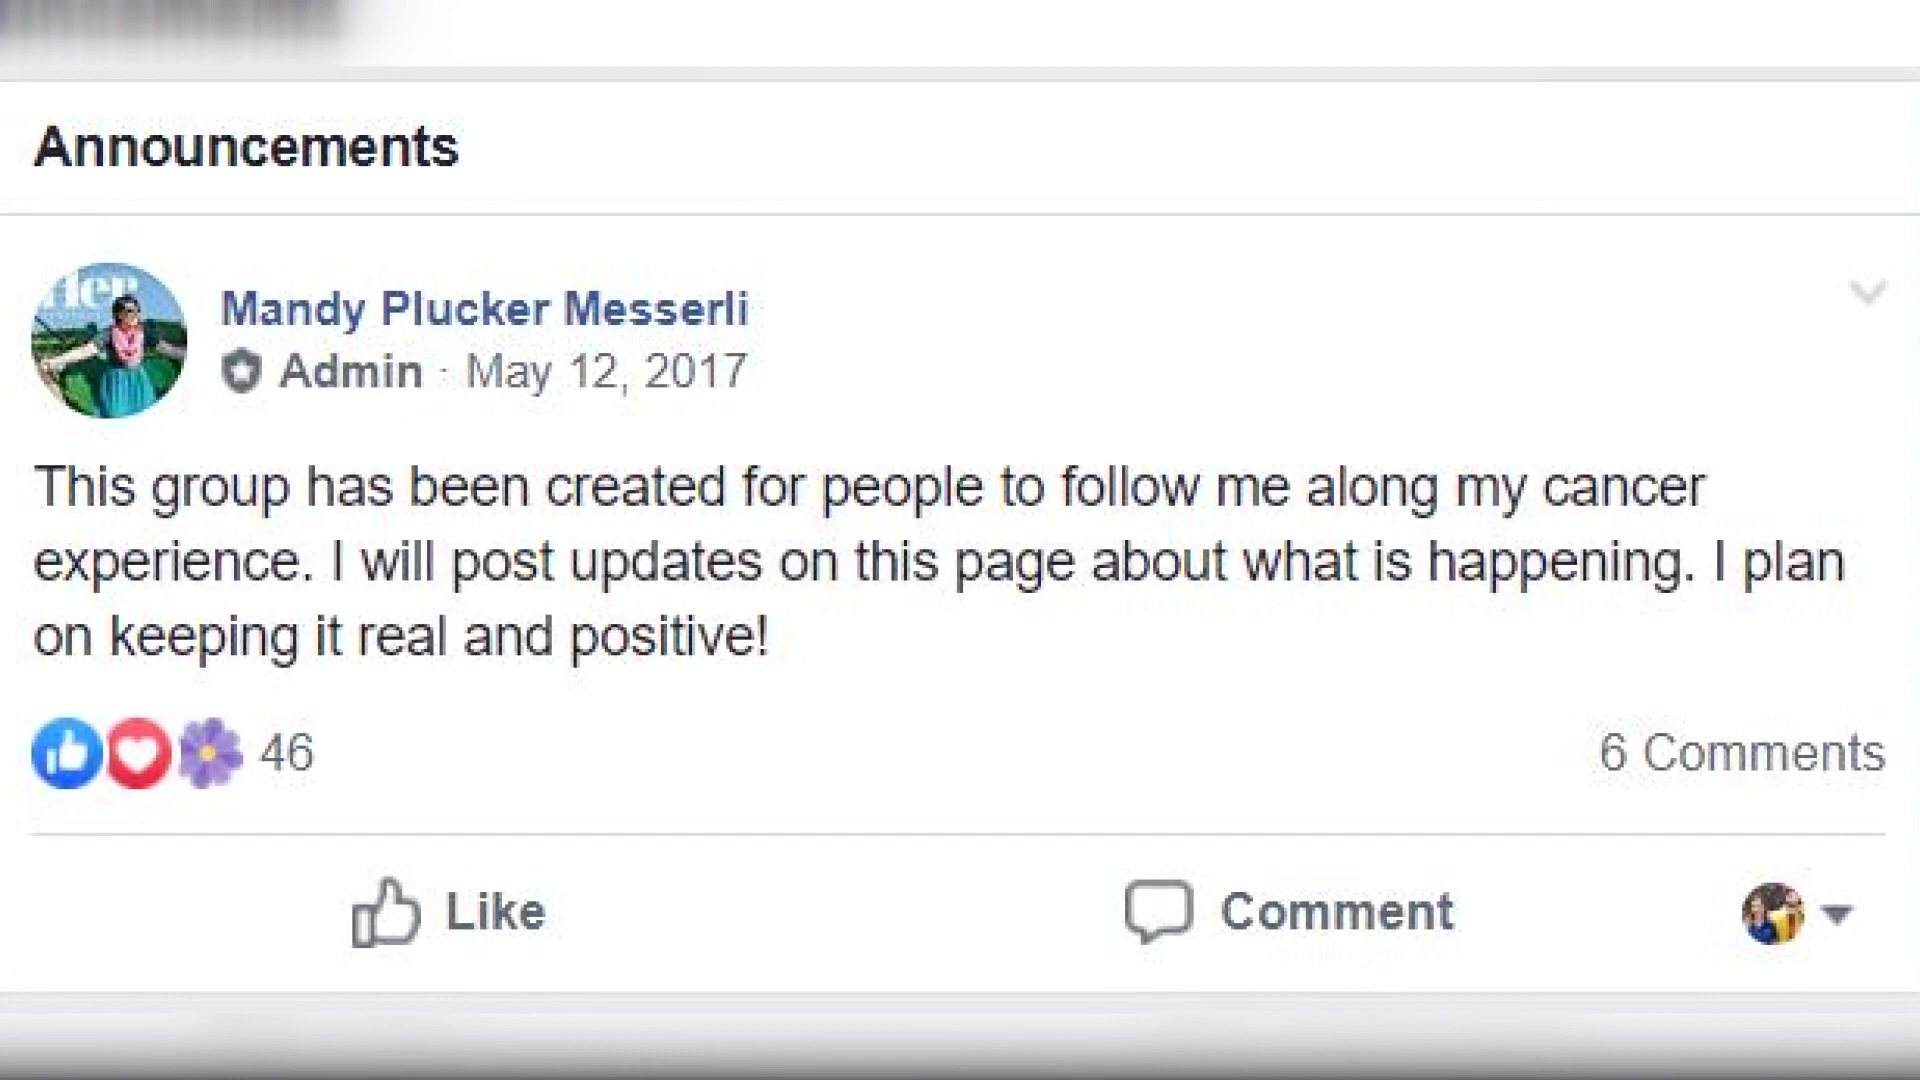 Announcements
Mandy Plucker Messerli
Admin · May 12, 2017
This group has been created for people to follow me along my cancer
experience. I will post updates on this page about what is happening. I plan
on keeping it real and positive!
46
6 Comments
Like
Comment